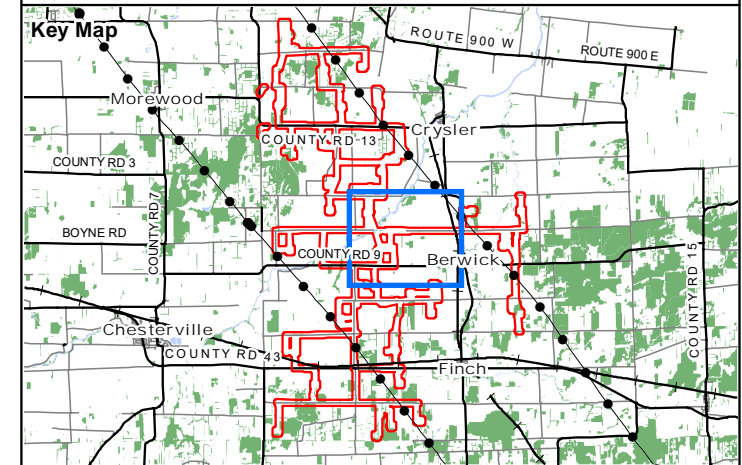 Key Map
ROUTE 900 W
ROUTE 900 E
Morewood
Crysler
COUNTY RD 13
COUNTY RD 3
COUNTY RD 7
BOYNE RD
COUNTY RD 9
Berwick
COUNTY RD 15
Chesterville
COUNTY RD 43
Finch